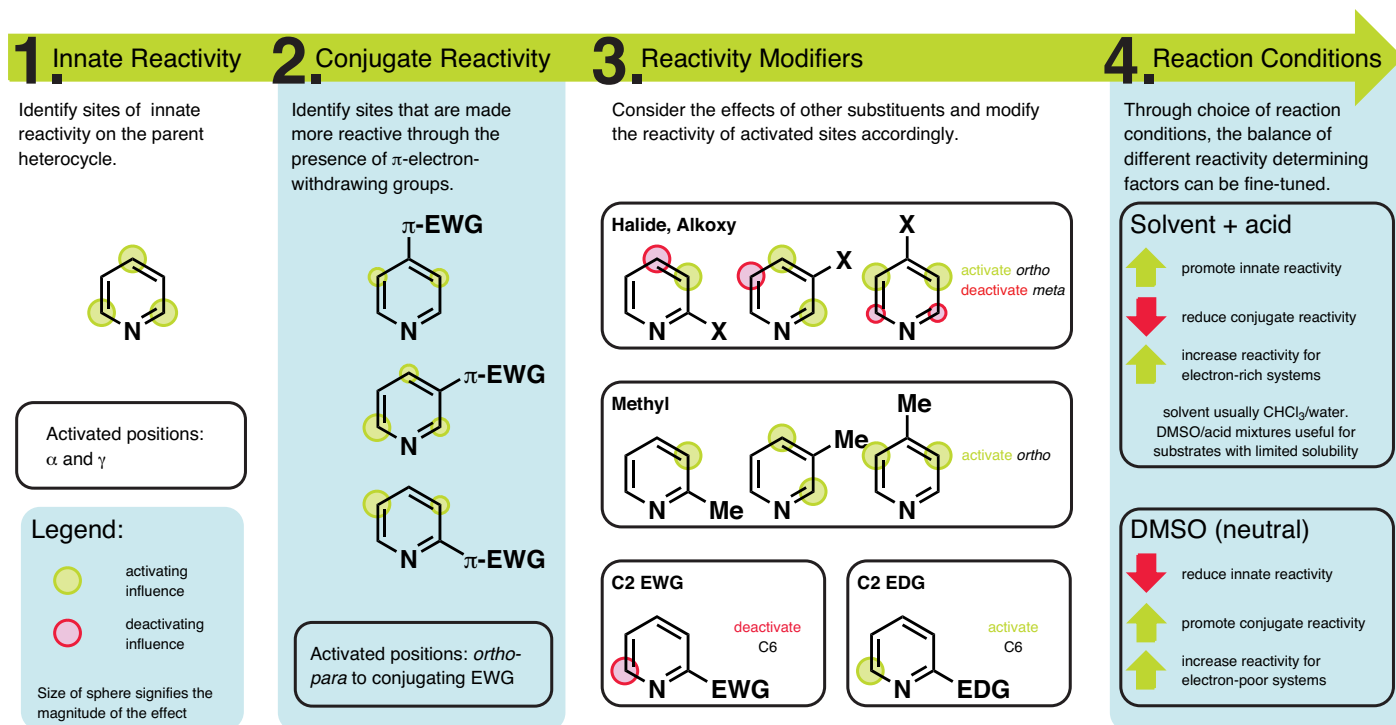 1. Innate Reactivity
Identify sites of innate
reactivity on the parent
heterocycle.
N
Activated positions:
α and γ
Legend:
activating
influence
deactivating
influence
Size of sphere signifies the
magnitude of the effect
2. Conjugate Reactivity
Identify sites that are made
more reactive through the
presence of π-electron-
withdrawing groups.
π-EWG
N
π-EWG
N
N
π-EWG
Activated positions: ortho-
para to conjugating EWG
3. Reactivity Modifiers
Consider the effects of other substituents and modify
the reactivity of activated sites accordingly.
Halide, Alkoxy
N
X
X
N
X
N
activate ortho
deactivate meta
Methyl
N
Me
Me
N
Me
N
activate ortho
C2 EWG
deactivate
C6
N
EWG
C2 EDG
activate
C6
N
EDG
4. Reaction Conditions
Through choice of reaction
conditions, the balance of
different reactivity determining
factors can be fine-tuned.
Solvent + acid
promote innate reactivity
reduce conjugate reactivity
increase reactivity for
electron-rich systems
solvent usually CHCl₃/water.
DMSO/acid mixtures useful for
substrates with limited solubility
DMSO (neutral)
reduce innate reactivity
promote conjugate reactivity
increase reactivity for
electron-poor systems